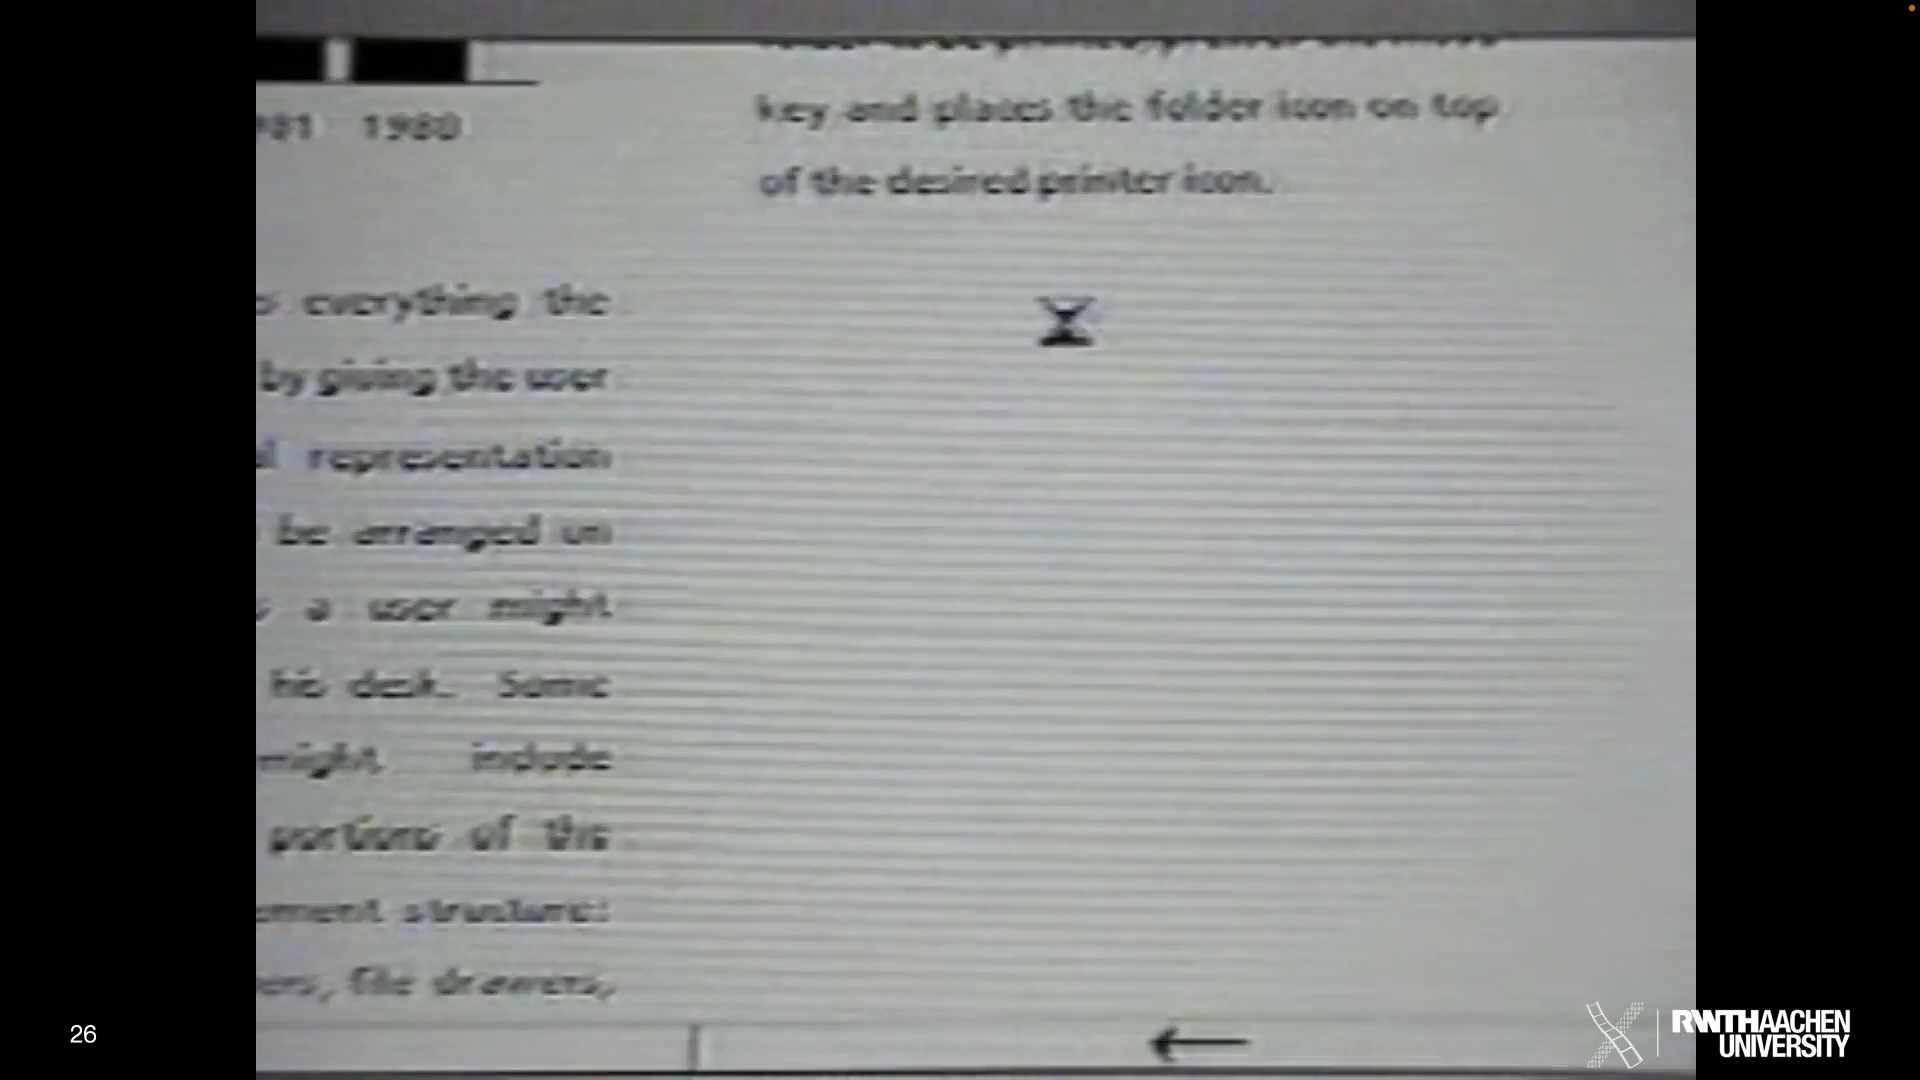 key and places the folder icon on top
of the desired printer icon.
1980
everything the
by giving the user
representation
be arranged on
a user might
his desk. Some
might include
portions of the
structure:
file drawers,
26
RWTHAACHEN
UNIVERSITY